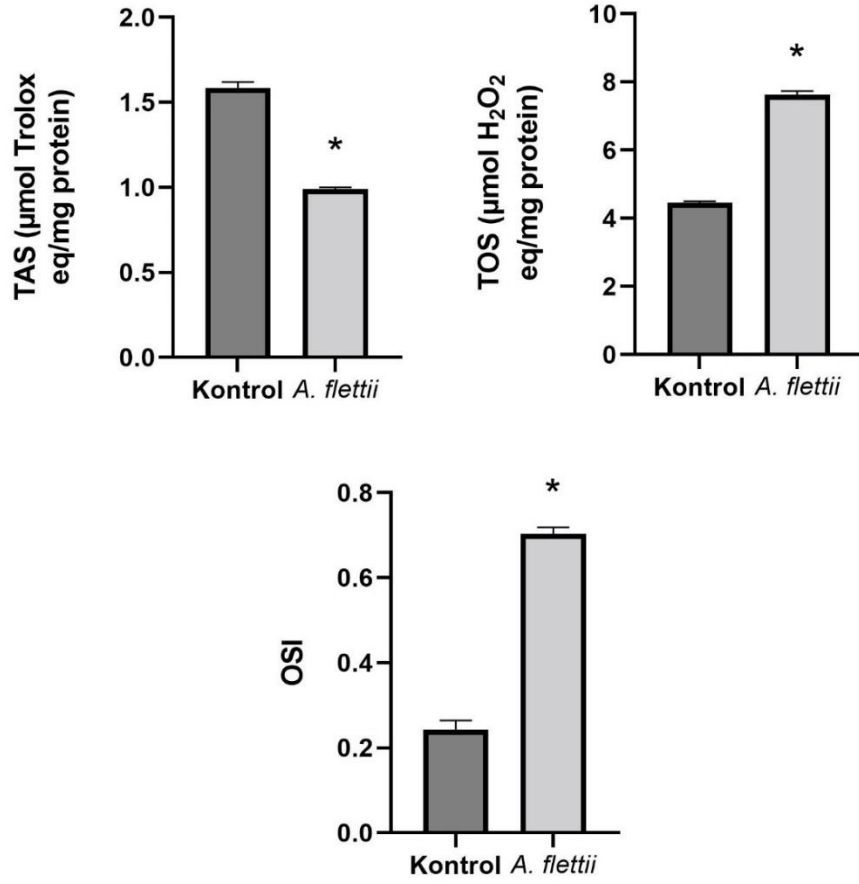 TAS (µmol Trolox
eq/mg protein)
2.0
1.5
1.0
0.5
0.0
*
Kontrol A. flettii
TOS (µmol H₂O₂
eq/mg protein)
10
8
6
4
2
0
*
Kontrol A. flettii
OSI
0.8
0.6
0.4
0.2
0.0
*
Kontrol A. flettii